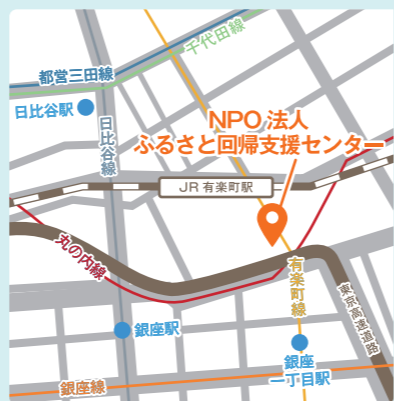 千代田線
都営三田線
日比谷駅
日比谷線
NPO 法人
ふるさと回帰支援センター
JR 有楽町駅
丸の内線
有楽町線
東京高速道路
銀座駅
銀座
一丁目駅
銀座線